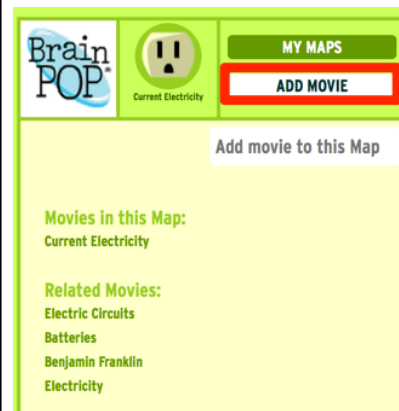 Brain
POP
Current Electricity
MY MAPS
ADD MOVIE
Add movie to this Map
Movies in this Map:
Current Electricity
Related Movies:
Electric Circuits
Batteries
Benjamin Franklin
Electricity